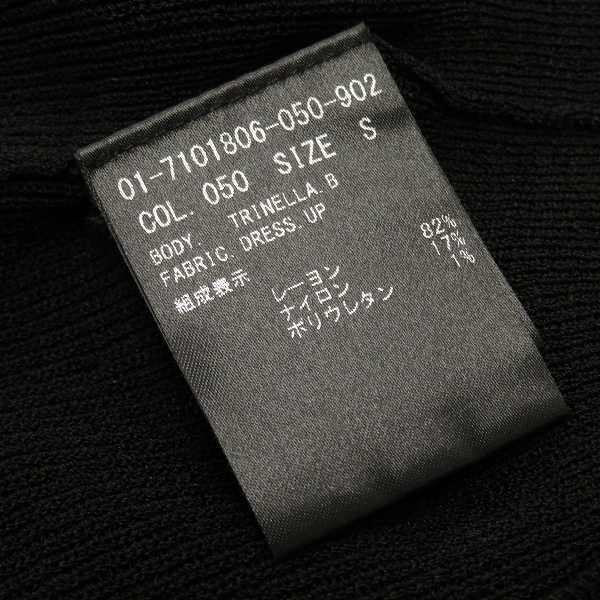 01-7101806-050-902
COL. 050 SIZE S
BODY. TRINELLA.B
FABRIC.DRESS.UP
組成表示 レーヨン 82%
ナイロン 17%
ポリウレタン 1%